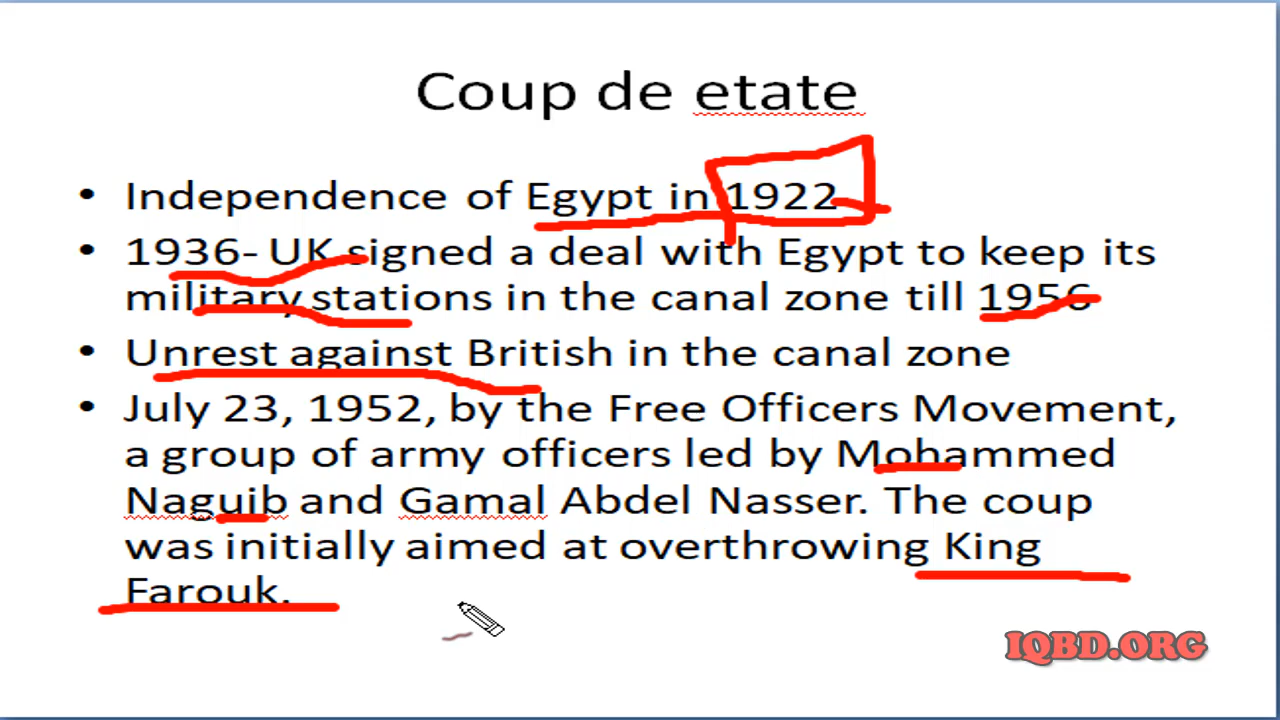 Coup de etate
• Independence of Egypt in 1922
• 1936- UK signed a deal with Egypt to keep its
military stations in the canal zone till 1956
• Unrest against British in the canal zone
• July 23, 1952, by the Free Officers Movement,
a group of army officers led by Mohammed
Naguib and Gamal Abdel Nasser. The coup
was initially aimed at overthrowing King
Farouk.
IQBD.ORG